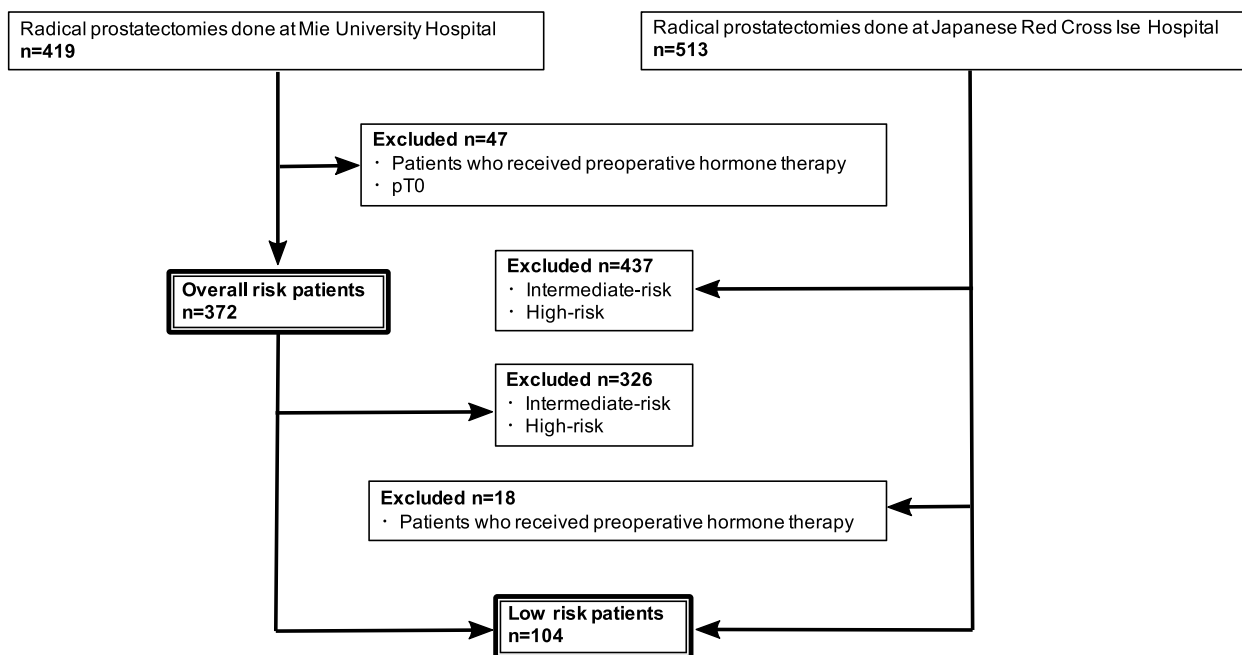 Radical prostatectomies done at Mie University Hospital
n=419
Radical prostatectomies done at Japanese Red Cross Ise Hospital
n=513
Excluded n=47
・ Patients who received preoperative hormone therapy
・ pT0
Excluded n=437
・ Intermediate-risk
・ High-risk
Overall risk patients
n=372
Excluded n=326
・ Intermediate-risk
・ High-risk
Excluded n=18
・ Patients who received preoperative hormone therapy
Low risk patients
n=104